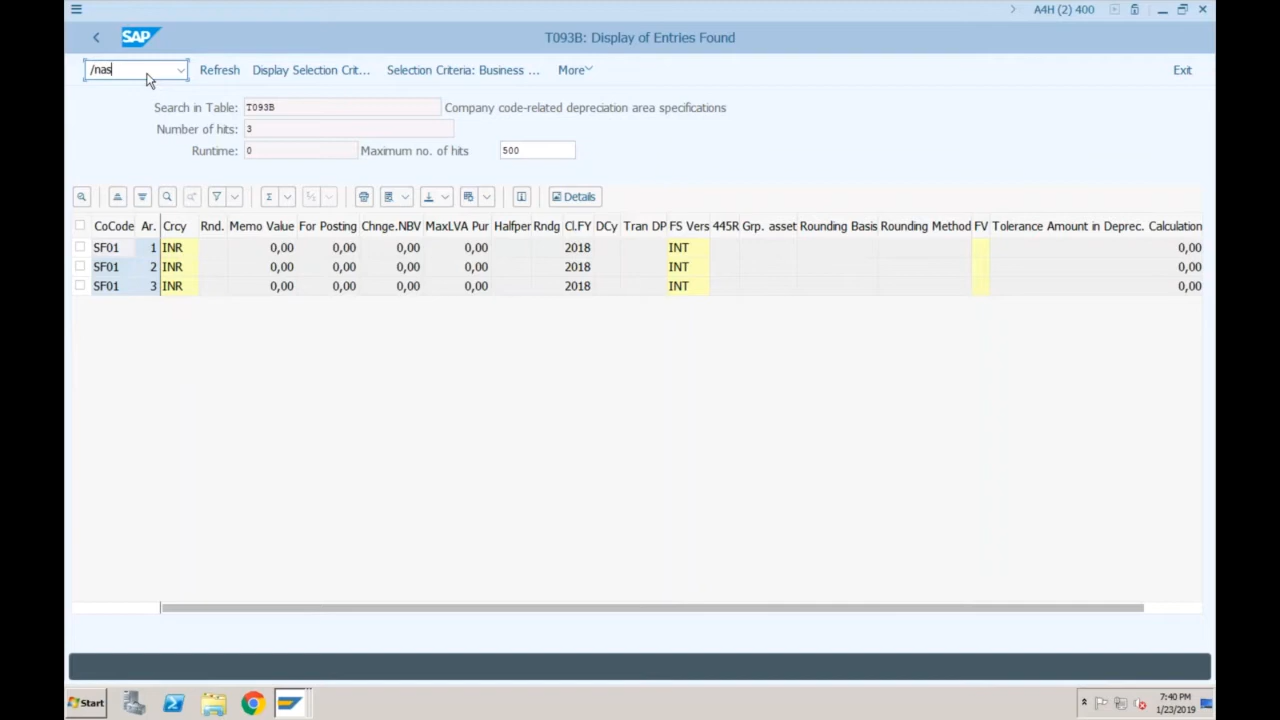 A4H (2) 400
SAP
T093B: Display of Entries Found
/nas
Refresh Display Selection Crit... Selection Criteria: Business ... More Exit
Search in Table: T093B Company code-related depreciation area specifications
Number of hits: 3
Runtime: 0 Maximum no. of hits 500
Details
CoCode Ar. Crcy Rnd. Memo Value For Posting Chnge.NBV MaxLVA Pur Halfper Rndg Cl.FY DCy Tran DP FS Vers 445R Grp. asset Rounding Basis Rounding Method FV Tolerance Amount in Deprec. Calculation
SF01 1 INR 0,00 0,00 0,00 0,00 2018 INT 0,00
SF01 2 INR 0,00 0,00 0,00 0,00 2018 INT 0,00
SF01 3 INR 0,00 0,00 0,00 0,00 2018 INT 0,00
Start
7:40 PM
1/23/2019